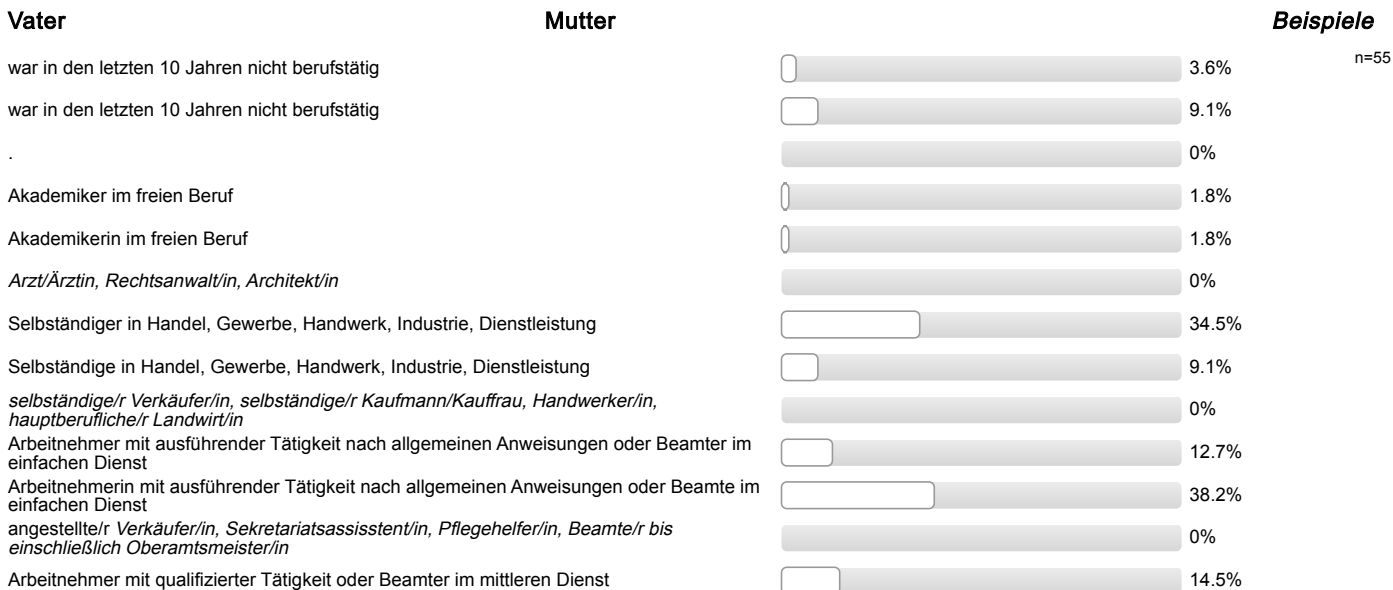 Vater Mutter Beispiele
war in den letzten 10 Jahren nicht berufstätig 3.6% n=55
war in den letzten 10 Jahren nicht berufstätig 9.1%
. 0%
Akademiker im freien Beruf 1.8%
Akademikerin im freien Beruf 1.8%
Arzt/Ärztin, Rechtsanwalt/in, Architekt/in 0%
Selbständiger in Handel, Gewerbe, Handwerk, Industrie, Dienstleistung 34.5%
Selbständige in Handel, Gewerbe, Handwerk, Industrie, Dienstleistung 9.1%
selbständige/r Verkäufer/in, selbständige/r Kaufmann/Kauffrau, Handwerker/in,
hauptberufliche/r Landwirt/in 0%
Arbeitnehmer mit ausführender Tätigkeit nach allgemeinen Anweisungen oder Beamter im
einfachen Dienst 12.7%
Arbeitnehmerin mit ausführender Tätigkeit nach allgemeinen Anweisungen oder Beamte im
einfachen Dienst 38.2%
angestellte/r Verkäufer/in, Sekretariatsassisstent/in, Pflegehelfer/in, Beamte/r bis
einschließlich Oberamtsmeister/in 0%
Arbeitnehmer mit qualifizierter Tätigkeit oder Beamter im mittleren Dienst 14.5%